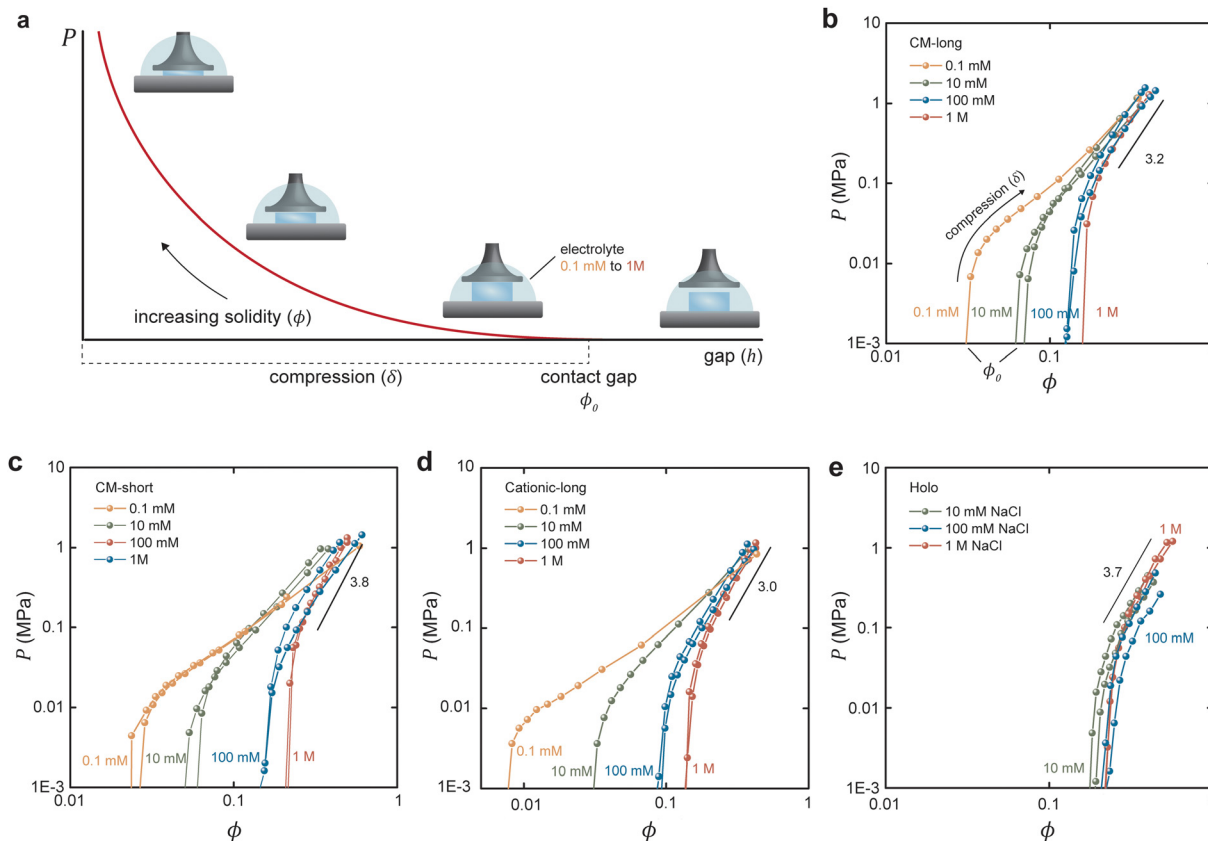 a
P
electrolyte
0.1 mM to 1M
increasing solidity (ϕ)
gap (h)
compression (δ)
contact gap
ϕ₀
b
CM-long
0.1 mM
10 mM
100 mM
1 M
10
1
0.1
0.01
1E-3
P (MPa)
compression (δ)
3.2
0.1 mM
10 mM
100 mM
1 M
0.01
0.1
1
ϕ₀
ϕ
c
CM-short
0.1 mM
10 mM
100 mM
1M
10
1
0.1
0.01
1E-3
P (MPa)
3.8
0.1 mM
10 mM
100 mM
1 M
0.01
0.1
1
ϕ
d
Cationic-long
0.1 mM
10 mM
100 mM
1 M
10
1
0.1
0.01
1E-3
P (MPa)
3.0
0.1 mM
10 mM
100 mM
1 M
0.01
0.1
1
ϕ
e
Holo
10 mM NaCl
100 mM NaCl
1 M NaCl
10
1
0.1
0.01
1E-3
P (MPa)
1 M
3.7
100 mM
10 mM
0.01
0.1
1
ϕ